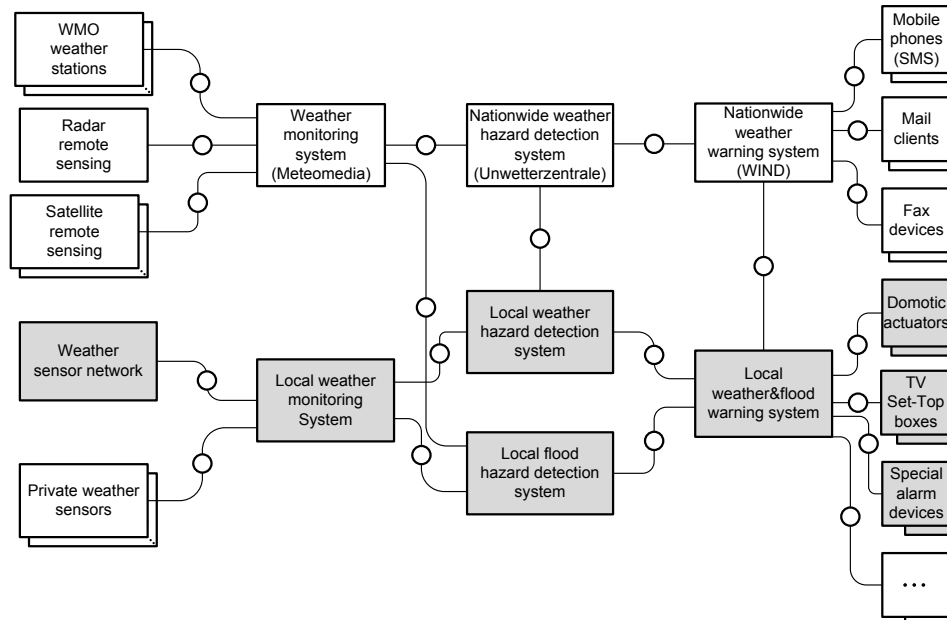 WMO
weather
stations
Radar
remote
sensing
Satellite
remote
sensing
Weather
monitoring
system
(Meteomedia)
Nationwide weather
hazard detection
system
(Unwetterzentrale)
Nationwide
weather
warning system
(WIND)
Mobile
phones
(SMS)
Mail
clients
Fax
devices
Weather
sensor network
Private weather
sensors
Local weather
monitoring
System
Local weather
hazard detection
system
Local flood
hazard detection
system
Local
weather&flood
warning system
Domotic
actuators
TV
Set-Top
boxes
Special
alarm
devices
...